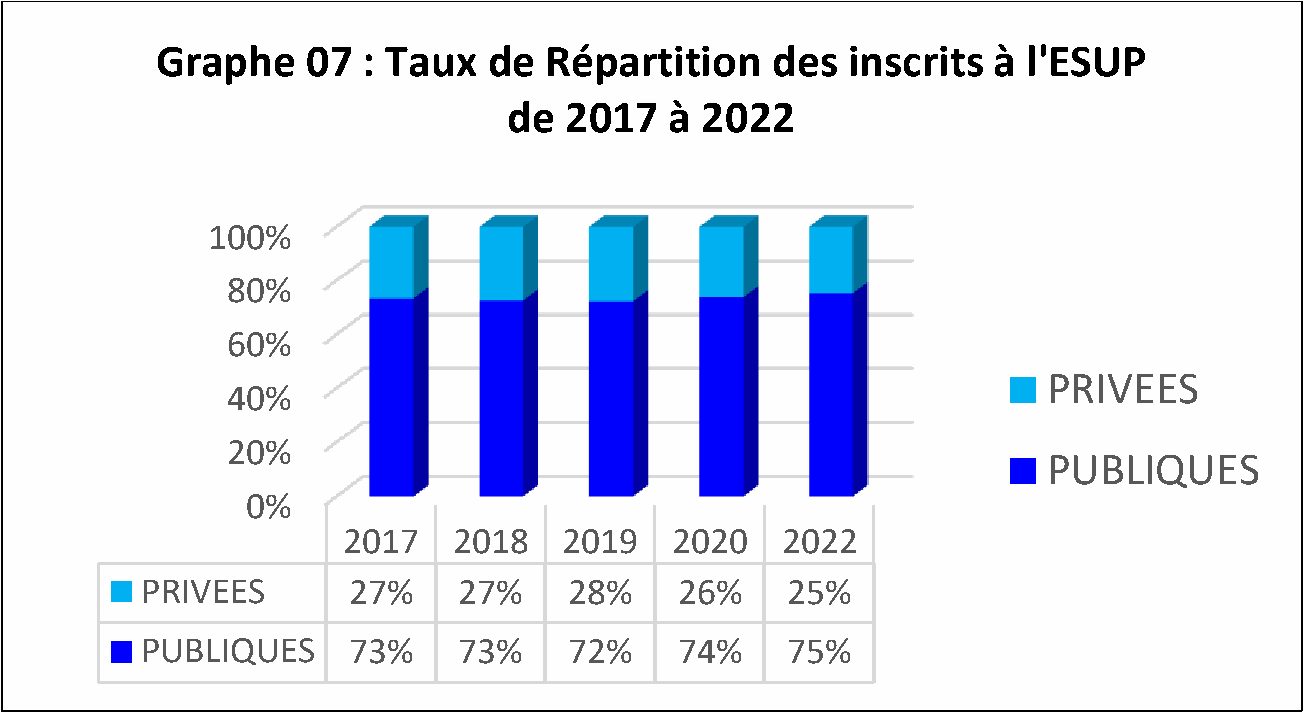 Graphe 07 : Taux de Répartition des inscrits à l'ESUP
de 2017 à 2022
100%
80%
60%
40%
20%
0%
PRIVEES
PUBLIQUES
2017 2018 2019 2020 2022
PRIVEES 27% 27% 28% 26% 25%
PUBLIQUES 73% 73% 72% 74% 75%